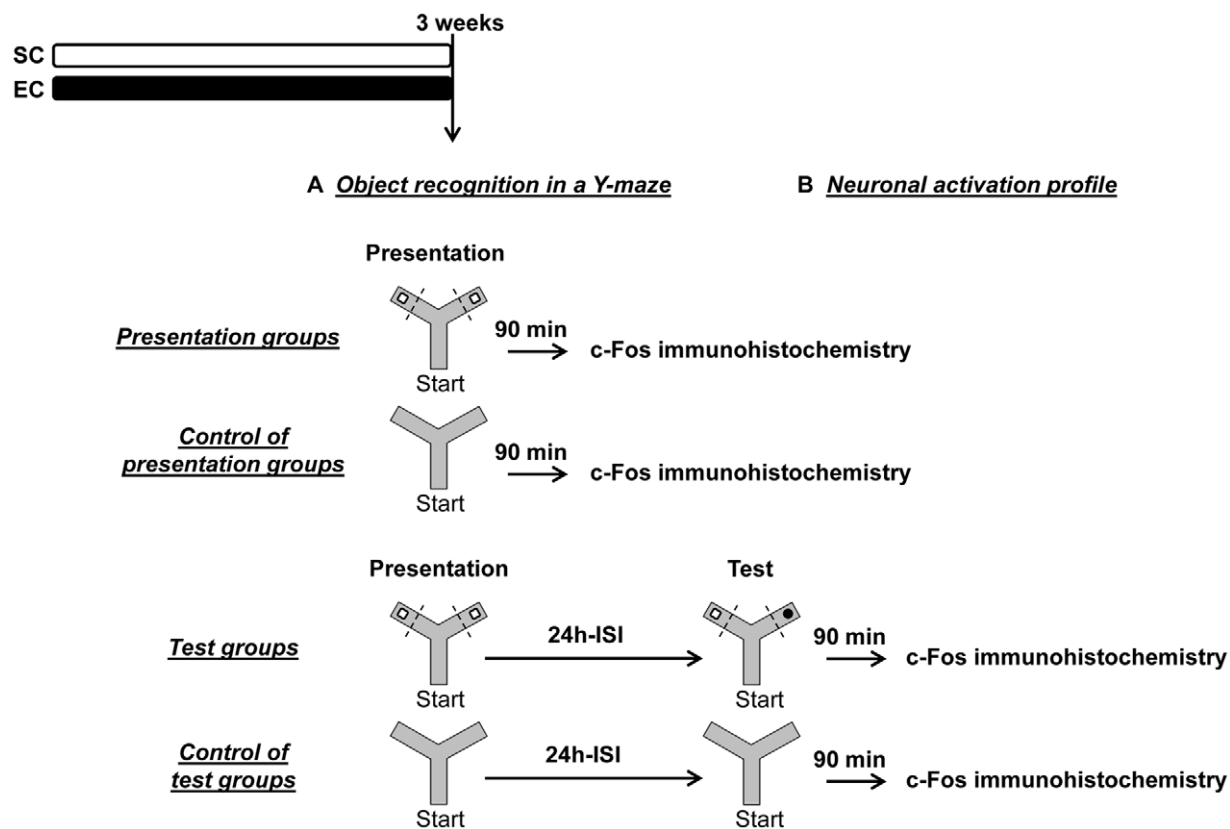 3 weeks
SC
EC
A Object recognition in a Y-maze
B Neuronal activation profile
Presentation
Presentation groups
90 min
c-Fos immunohistochemistry
Start
Control of
presentation groups
90 min
c-Fos immunohistochemistry
Start
Presentation
Test
Test groups
24h-ISI
90 min
c-Fos immunohistochemistry
Start
Start
Control of
test groups
24h-ISI
90 min
c-Fos immunohistochemistry
Start
Start